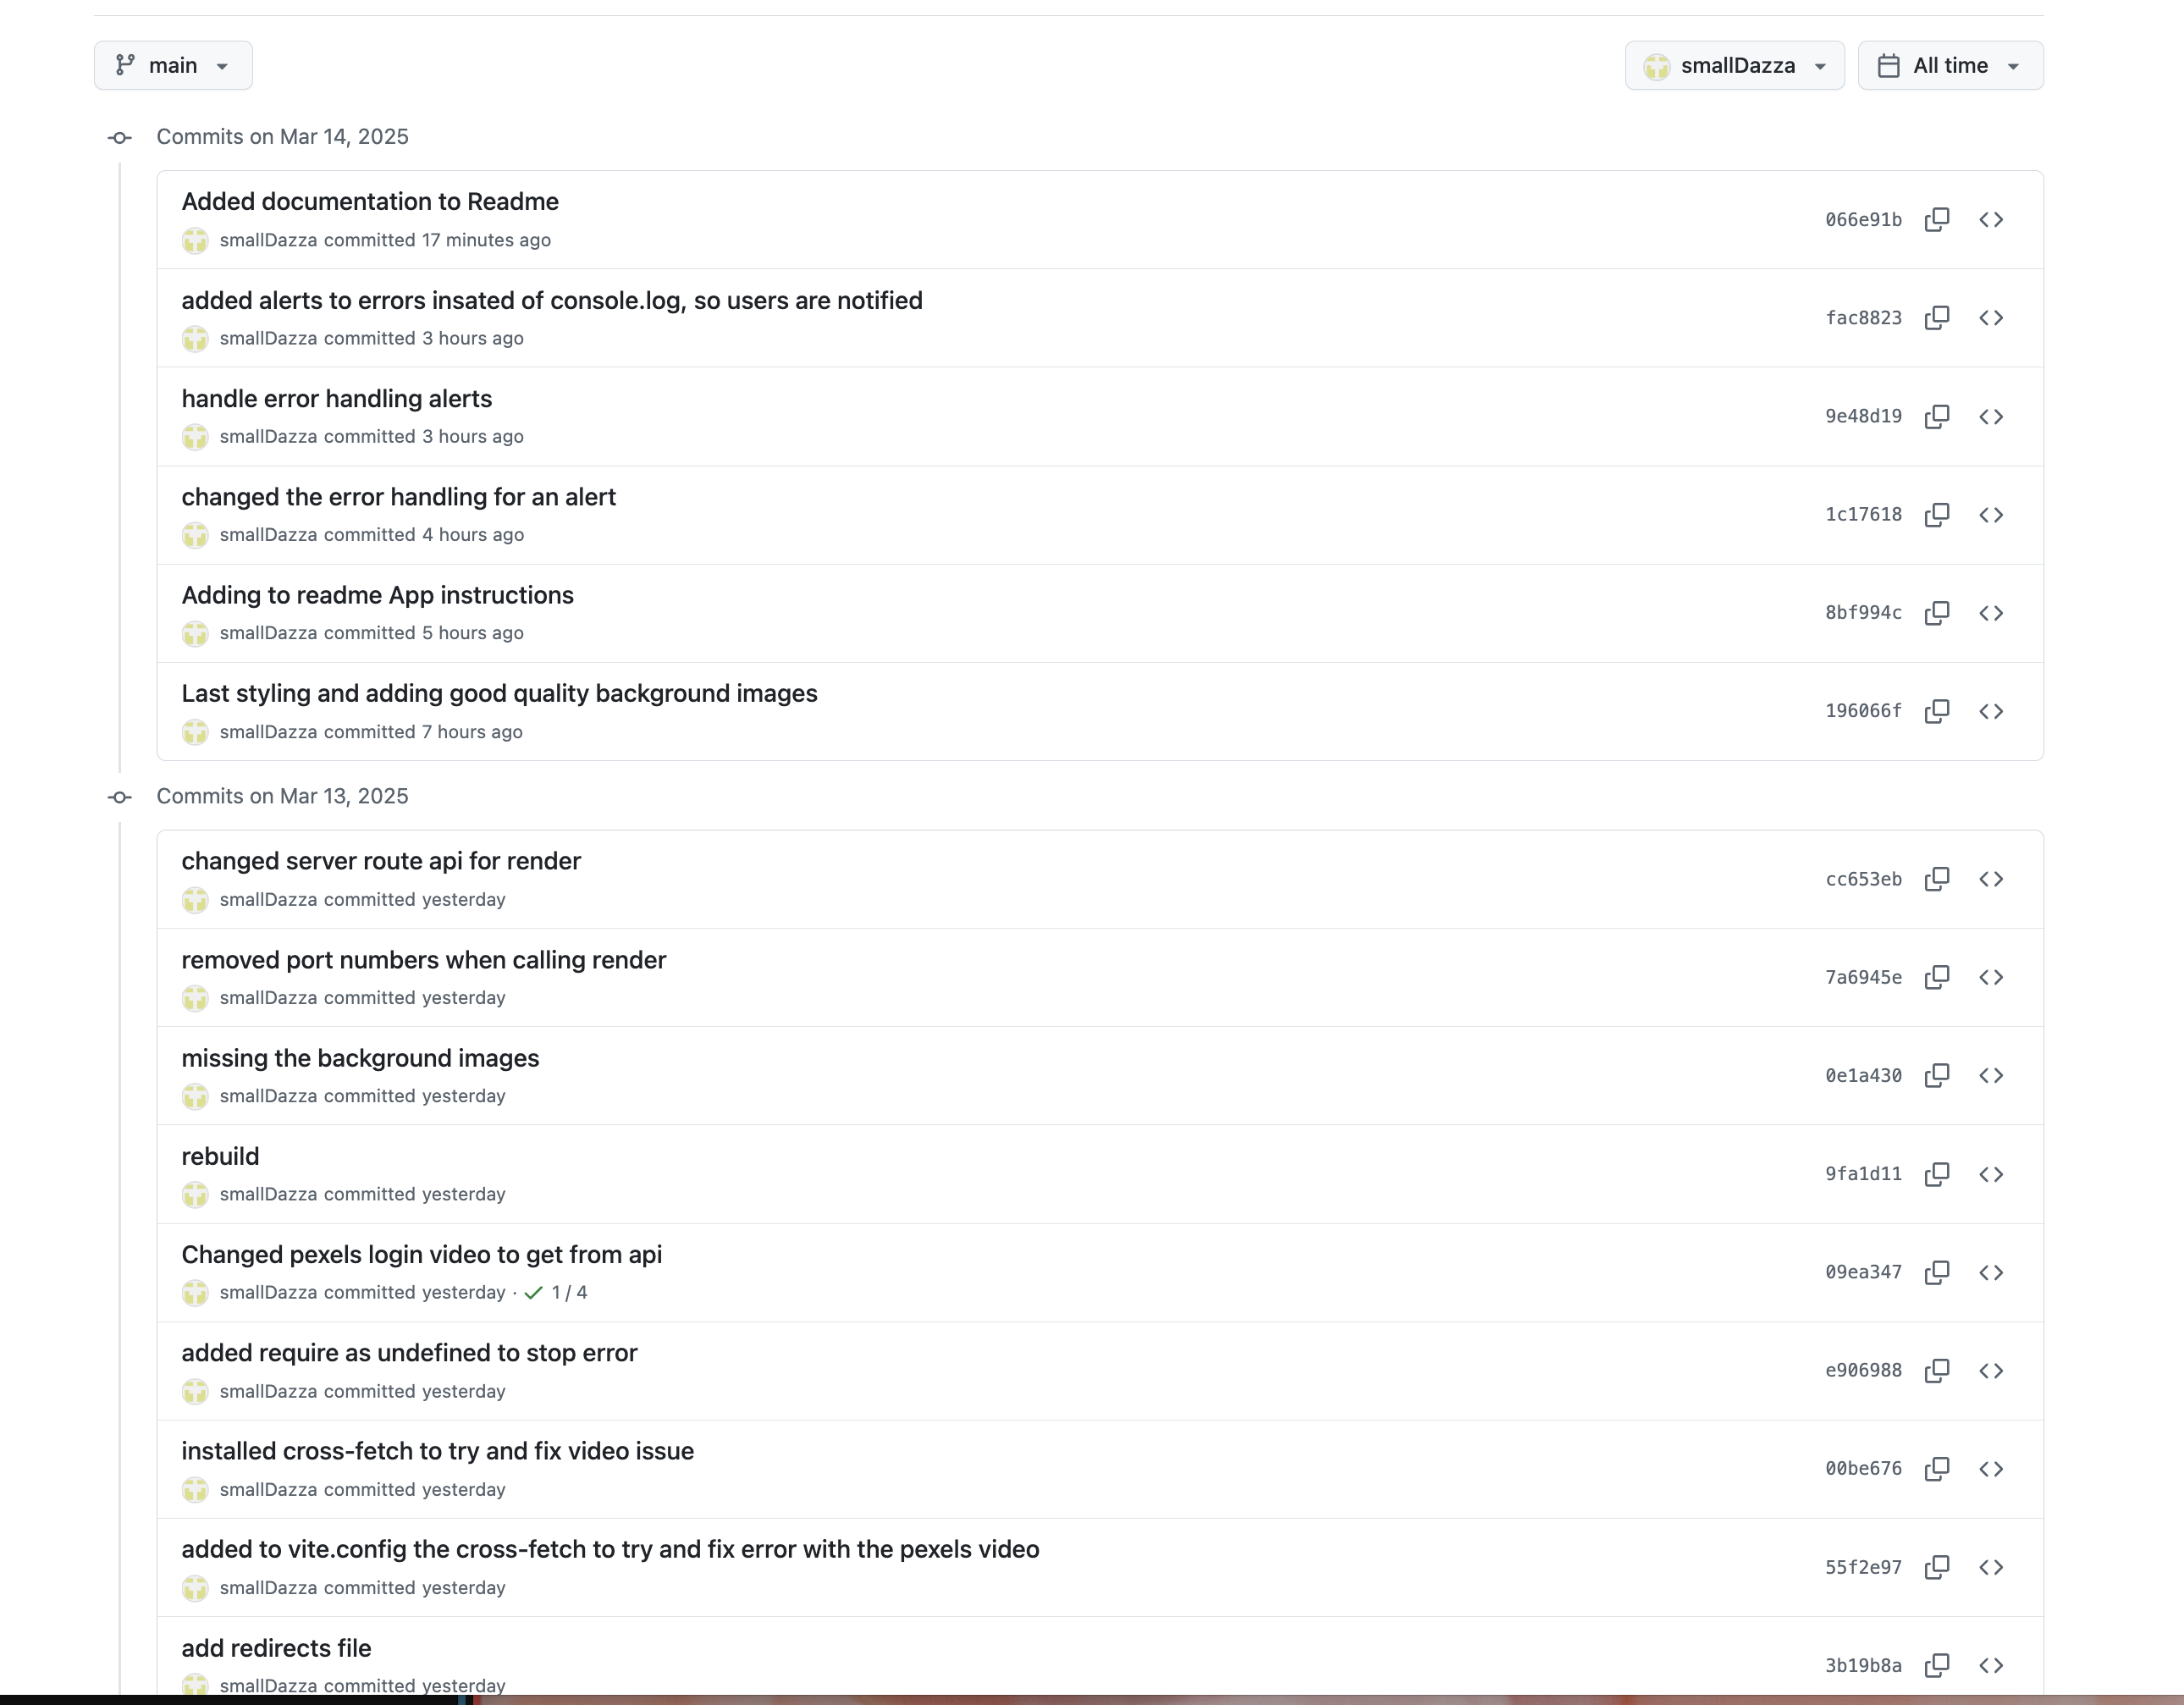 main
smallDazza
All time
Commits on Mar 14, 2025
Added documentation to Readme
smallDazza committed 17 minutes ago
066e91b
added alerts to errors insated of console.log, so users are notified
smallDazza committed 3 hours ago
fac8823
handle error handling alerts
smallDazza committed 3 hours ago
9e48d19
changed the error handling for an alert
smallDazza committed 4 hours ago
1c17618
Adding to readme App instructions
smallDazza committed 5 hours ago
8bf994c
Last styling and adding good quality background images
smallDazza committed 7 hours ago
196066f
Commits on Mar 13, 2025
changed server route api for render
smallDazza committed yesterday
cc653eb
removed port numbers when calling render
smallDazza committed yesterday
7a6945e
missing the background images
smallDazza committed yesterday
0e1a430
rebuild
smallDazza committed yesterday
9fa1d11
Changed pexels login video to get from api
smallDazza committed yesterday · ✓ 1 / 4
09ea347
added require as undefined to stop error
smallDazza committed yesterday
e906988
installed cross-fetch to try and fix video issue
smallDazza committed yesterday
00be676
added to vite.config the cross-fetch to try and fix error with the pexels video
smallDazza committed yesterday
55f2e97
add redirects file
smallDazza committed yesterday
3b19b8a